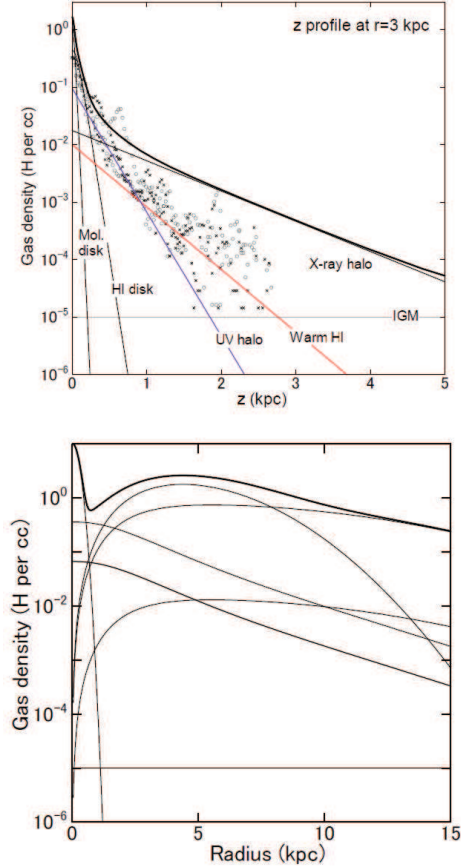 z profile at r=3 kpc
10^0
10^-1
10^-2
10^-3
10^-4
10^-5
10^-6
Gas density (H per cc)
Mol. disk
HI disk
UV halo
Warm HI
X-ray halo
IGM
0 1 2 3 4 5
z (kpc)
10^0
10^-2
10^-4
10^-6
Gas density (H per cc)
0 5 10 15
Radius (kpc)